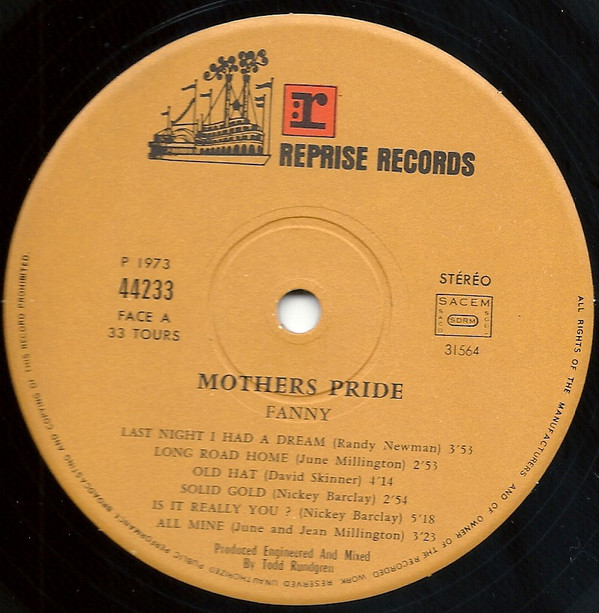 r
REPRISE RECORDS
P 1973
44233
FACE A
33 TOURS
STÉRÉO
SACEM
SACD SDRM SGDL
31564
MOTHERS PRIDE
FANNY
LAST NIGHT I HAD A DREAM (Randy Newman) 3'53
LONG ROAD HOME (June Millington) 2'53
OLD HAT (David Skinner) 4'14
SOLID GOLD (Nickey Barclay) 2'54
IS IT REALLY YOU ? (Nickey Barclay) 5'18
ALL MINE (June and Jean Millington) 3'23
Produced Engineered And Mixed
By Todd Rundgren
ALL RIGHTS OF THE MANUFACTURERS AND OF OWNER OF THE RECORDED WORK RESERVED UNAUTHORIZED PUBLIC PERFORMANCE BROADCASTING AND COPYING OF THIS RECORD PROHIBITED.